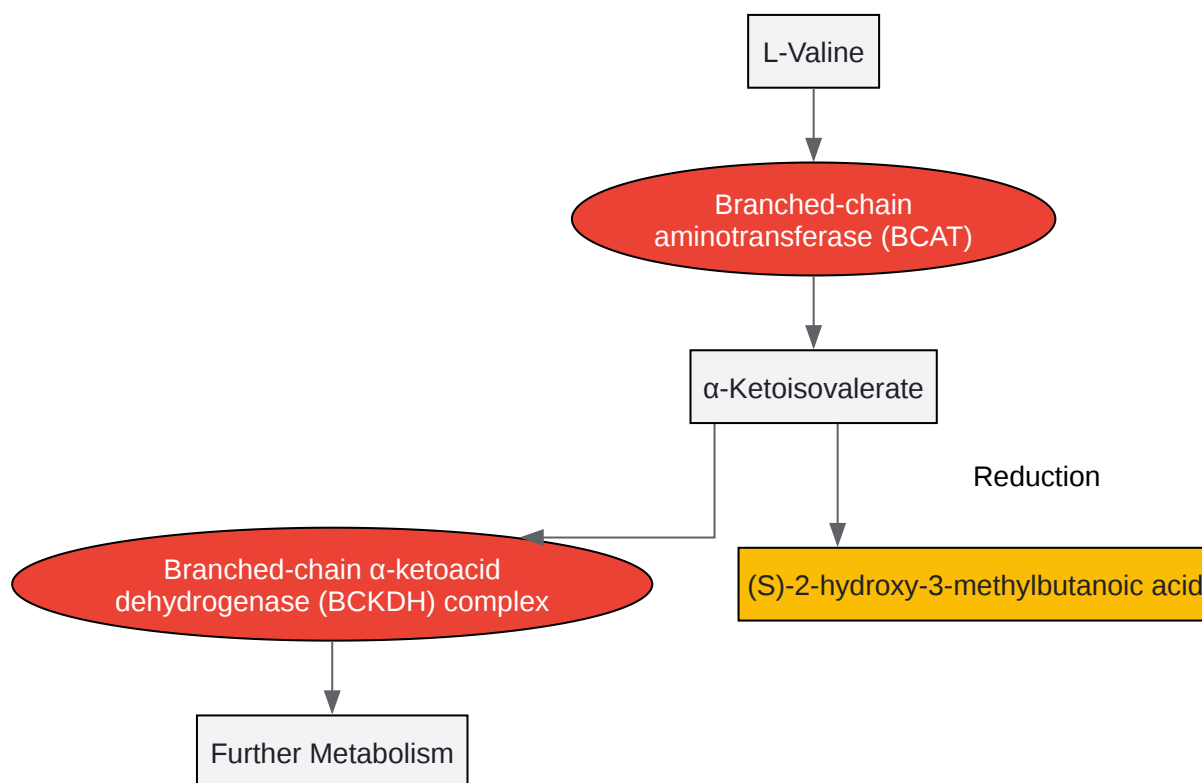 L-Valine
Branched-chain
aminotransferase (BCAT)
α-Ketoisovalerate
Reduction
Branched-chain α-ketoacid
dehydrogenase (BCKDH) complex
(S)-2-hydroxy-3-methylbutanoic acid
Further Metabolism